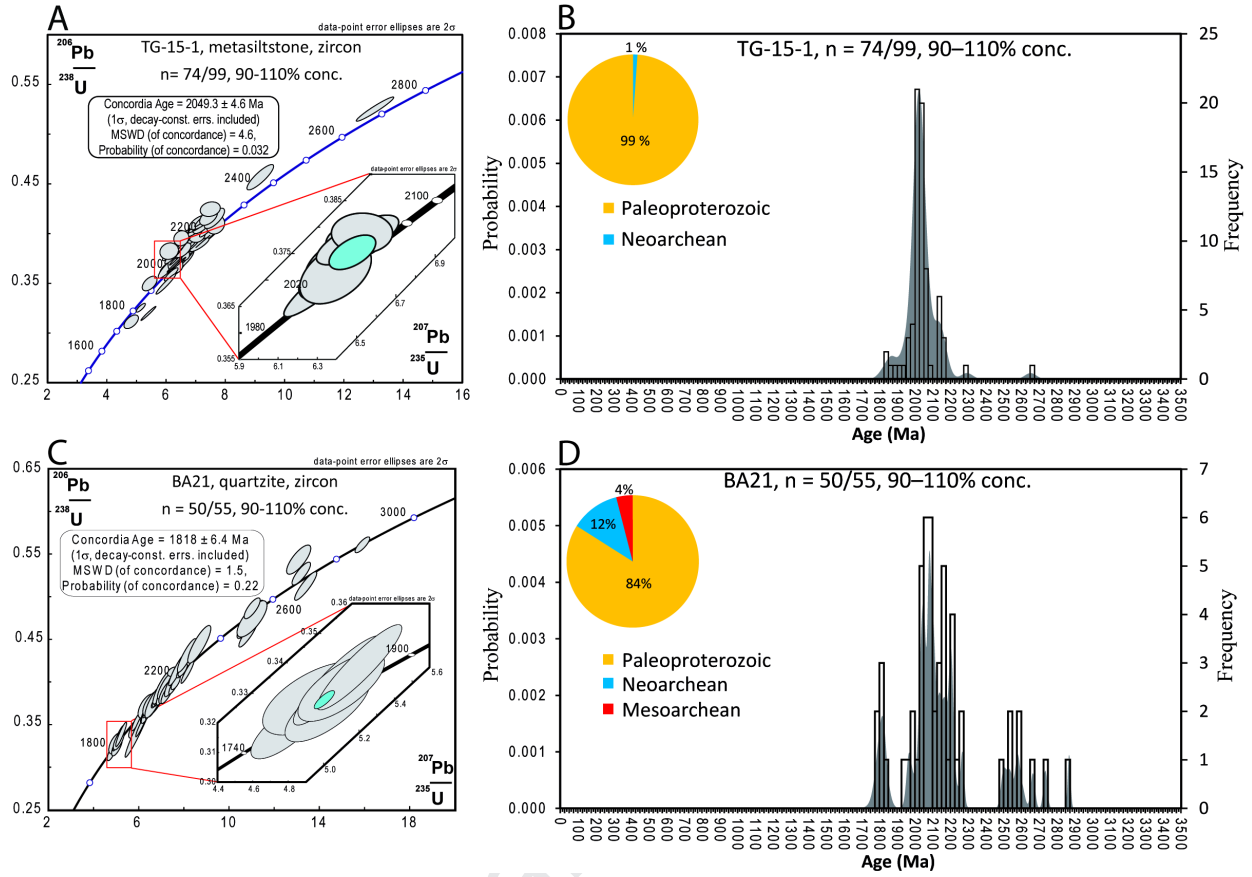 A
data-point error ellipses are 2σ
206
Pb
238
U
TG-15-1, metasiltstone, zircon
n= 74/99, 90-110% conc.
Concordia Age = 2049.3 ± 4.6 Ma
(1σ, decay-const. errs. included)
MSWD (of concordance) = 4.6,
Probability (of concordance) = 0.032
0.55
0.45
0.35
0.25
2800
2600
2400
2200
2000
1800
1600
data-point error ellipses are 2σ
0.385
0.375
0.365
0.355
2100
2020
1980
5.9
6.1
6.3
6.5
6.7
6.9
207
Pb
235
U
2 4 6 8 10 12 14 16
B
TG-15-1, n = 74/99, 90–110% conc.
1 %
99 %
Paleoproterozoic
Neoarchean
Probability
0.008
0.007
0.006
0.005
0.004
0.003
0.002
0.001
0.000
Frequency
25
20
15
10
5
0
0 100 200 300 400 500 600 700 800 900 1000 1100 1200 1300 1400 1500 1600 1700 1800 1900 2000 2100 2200 2300 2400 2500 2600 2700 2800 2900 3000 3100 3200 3300 3400 3500
Age (Ma)
C
data-point error ellipses are 2σ
206
Pb
238
U
BA21, quartzite, zircon
n = 50/55, 90-110% conc.
Concordia Age = 1818 ± 6.4 Ma
(1σ, decay-const. errs. included)
MSWD (of concordance) = 1.5,
Probability (of concordance) = 0.22
0.65
0.55
0.45
0.35
0.25
3000
2600
2200
1800
data-point error ellipses are 2σ
0.36
0.35
0.34
0.33
0.32
0.31
0.30
1900
1740
4.4
4.6
4.8
5.0
5.2
5.4
5.6
207
Pb
235
U
2 6 10 14 18
D
BA21, n = 50/55, 90–110% conc.
4%
12%
84%
Paleoproterozoic
Neoarchean
Mesoarchean
Probability
0.006
0.005
0.004
0.003
0.002
0.001
0.000
Frequency
7
6
5
4
3
2
1
0
0 100 200 300 400 500 600 700 800 900 1000 1100 1200 1300 1400 1500 1600 1700 1800 1900 2000 2100 2200 2300 2400 2500 2600 2700 2800 2900 3000 3100 3200 3300 3400 3500
Age (Ma)